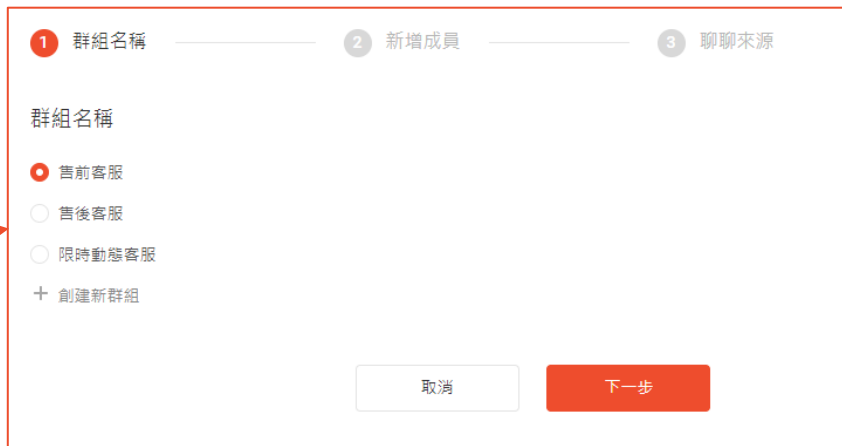 1 群組名稱 2 新增成員 3 聊聊來源
群組名稱
售前客服
售後客服
限時動態客服
+ 創建新群組
取消 下一步